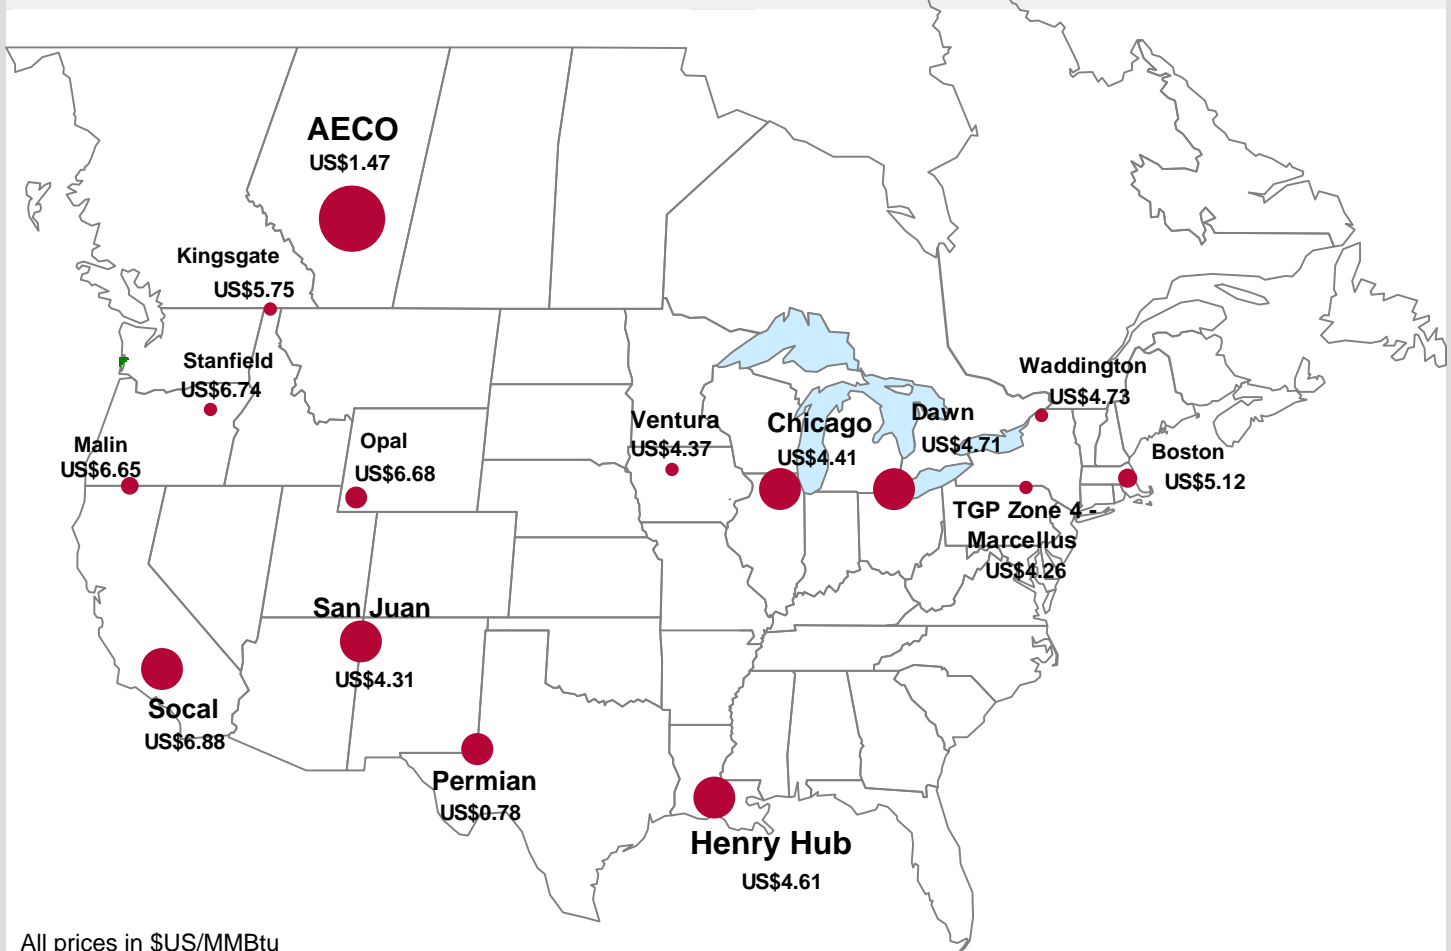 AECO
US$1.47
Kingsgate
US$5.75
Stanfield
US$6.74
Waddington
US$4.73
Malin
US$6.65
Opal
US$6.68
Ventura
US$4.37
Chicago
US$4.41
Dawn
US$4.71
Boston
US$5.12
TGP Zone 4 -
Marcellus
US$4.26
San Juan
US$4.31
Socal
US$6.88
Permian
US$0.78
Henry Hub
US$4.61
All prices in $US/MMBtu